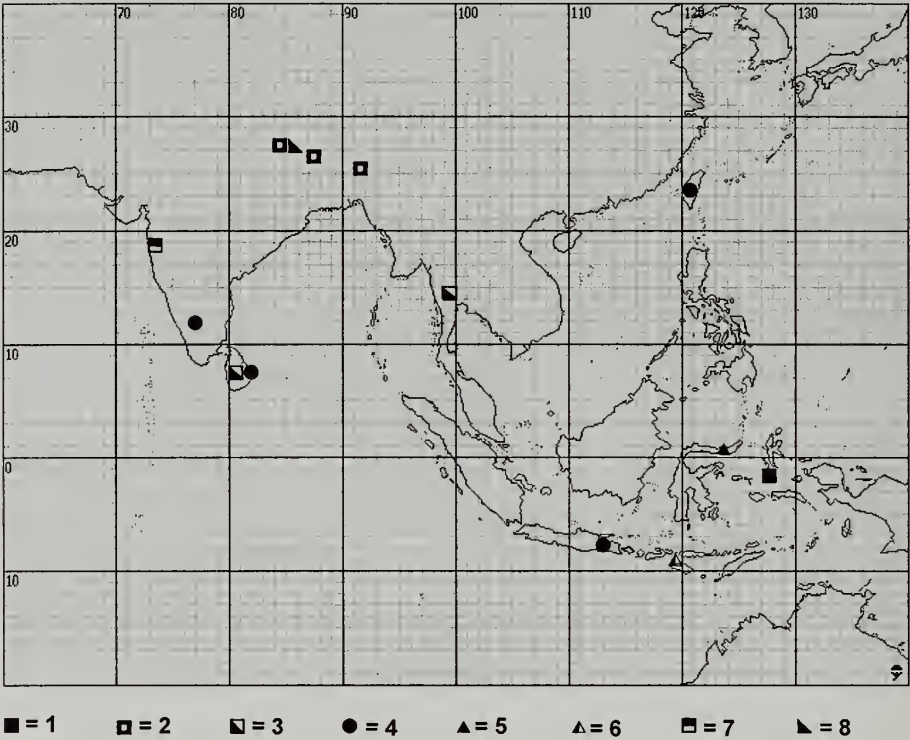 70 80 90 100 110 120 130
30
20
10
0
10
■ = 1 ◘ = 2 ◪ = 3 ● = 4 ▲ = 5 ◭ = 6 ⬒ = 7 ◣ = 8